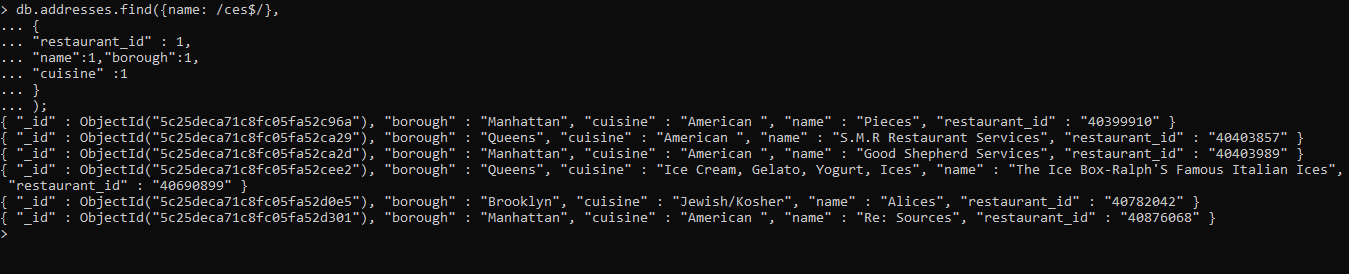 > db.addresses.find({name: /ces$/},
... {
... "restaurant_id" : 1,
... "name":1,"borough":1,
... "cuisine" :1
... }
... );
{ "_id" : ObjectId("5c25deca71c8fc05fa52c96a"), "borough" : "Manhattan", "cuisine" : "American ", "name" : "Pieces", "restaurant_id" : "40399910" }
{ "_id" : ObjectId("5c25deca71c8fc05fa52ca29"), "borough" : "Queens", "cuisine" : "American ", "name" : "S.M.R Restaurant Services", "restaurant_id" : "40403857" }
{ "_id" : ObjectId("5c25deca71c8fc05fa52ca2d"), "borough" : "Manhattan", "cuisine" : "American ", "name" : "Good Shepherd Services", "restaurant_id" : "40403989" }
{ "_id" : ObjectId("5c25deca71c8fc05fa52cee2"), "borough" : "Queens", "cuisine" : "Ice Cream, Gelato, Yogurt, Ices", "name" : "The Ice Box-Ralph'S Famous Italian Ices",
 "restaurant_id" : "40690899" }
{ "_id" : ObjectId("5c25deca71c8fc05fa52d0e5"), "borough" : "Brooklyn", "cuisine" : "Jewish/Kosher", "name" : "Alices", "restaurant_id" : "40782042" }
{ "_id" : ObjectId("5c25deca71c8fc05fa52d301"), "borough" : "Manhattan", "cuisine" : "American ", "name" : "Re: Sources", "restaurant_id" : "40876068" }
>